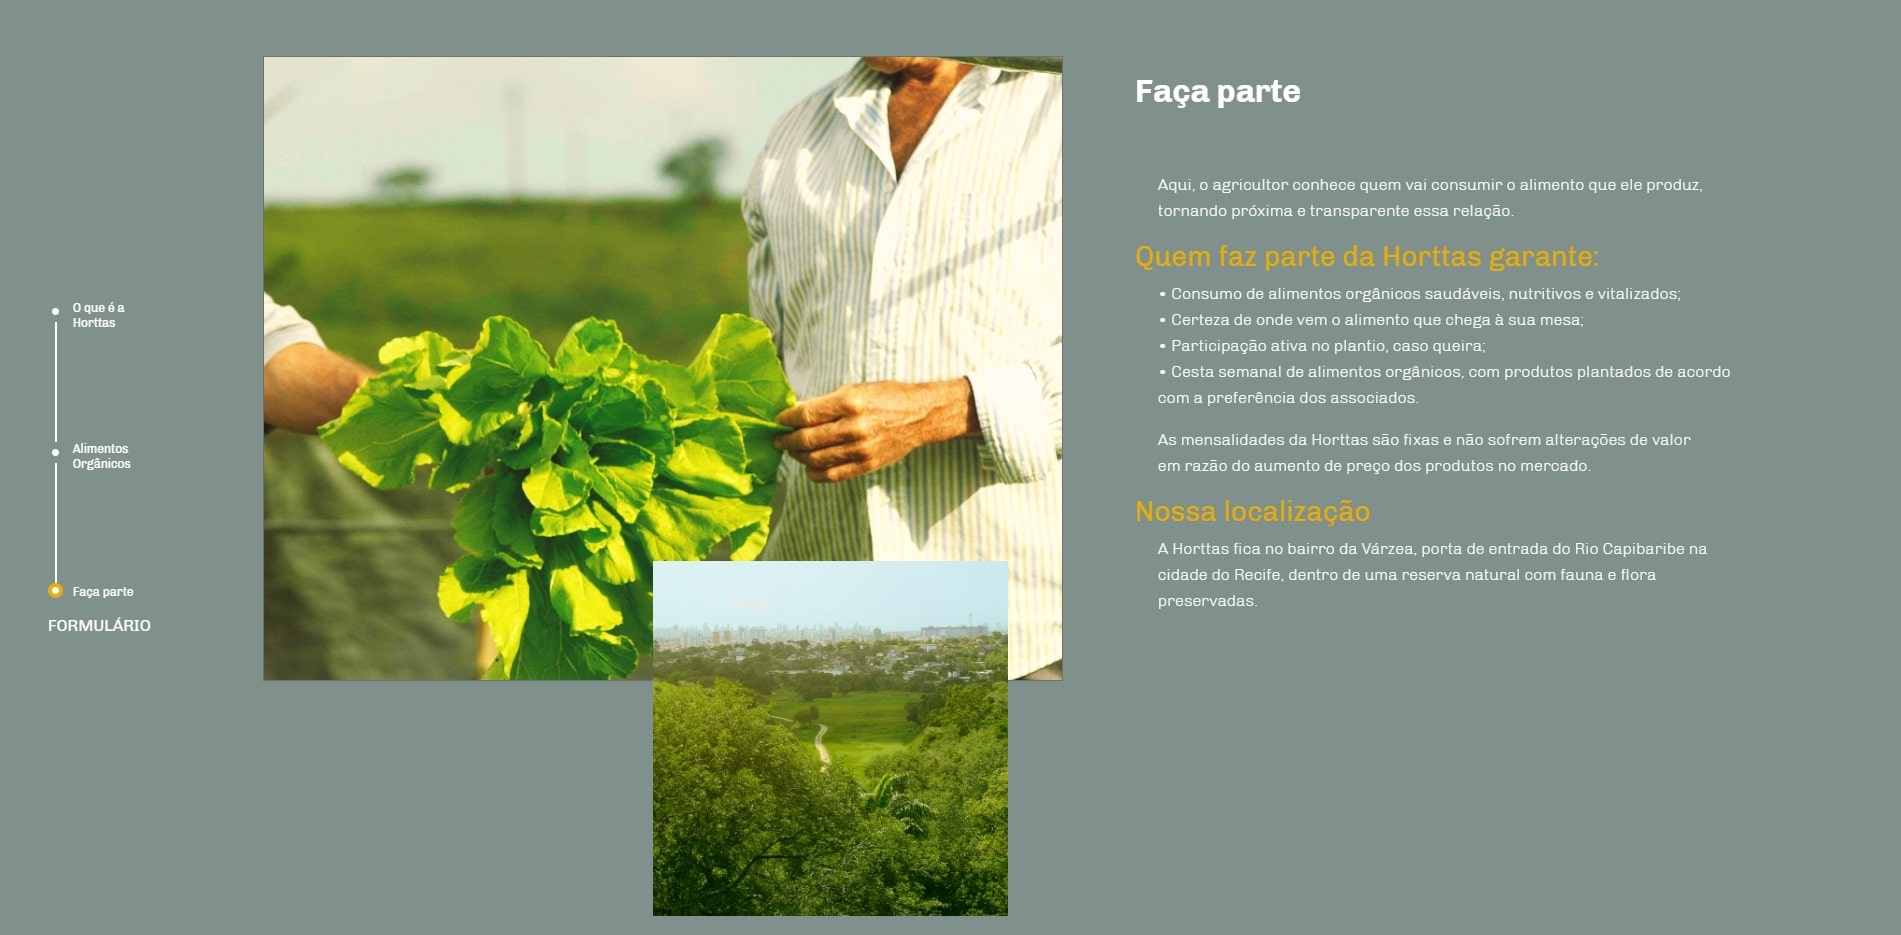 O que é a
Horttas
Alimentos
Orgânicos
Faça parte
FORMULÁRIO
Faça parte
Aqui, o agricultor conhece quem vai consumir o alimento que ele produz,
tornando próxima e transparente essa relação.
Quem faz parte da Horttas garante:
• Consumo de alimentos orgânicos saudáveis, nutritivos e vitalizados;
• Certeza de onde vem o alimento que chega à sua mesa;
• Participação ativa no plantio, caso queira;
• Cesta semanal de alimentos orgânicos, com produtos plantados de acordo
com a preferência dos associados.
As mensalidades da Horttas são fixas e não sofrem alterações de valor
em razão do aumento de preço dos produtos no mercado.
Nossa localização
A Horttas fica no bairro da Várzea, porta de entrada do Rio Capibaribe na
cidade do Recife, dentro de uma reserva natural com fauna e flora
preservadas.